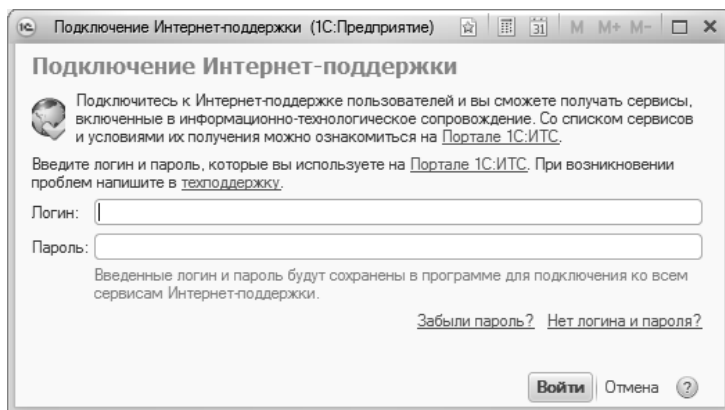 1С Подключение Интернет-поддержки (1С:Предприятие) 31 M M+ M-
Подключение Интернет-поддержки
Подключитесь к Интернет-поддержке пользователей и вы сможете получать сервисы,
включенные в информационно-технологическое сопровождение. Со списком сервисов
и условиями их получения можно ознакомиться на Портале 1С:ИТС.
Введите логин и пароль, которые вы используете на Портале 1С:ИТС. При возникновении
проблем напишите в техподдержку.
Логин:
Пароль:
Введенные логин и пароль будут сохранены в программе для подключения ко всем
сервисам Интернет-поддержки.
Забыли пароль? Нет логина и пароля?
Войти Отмена ?